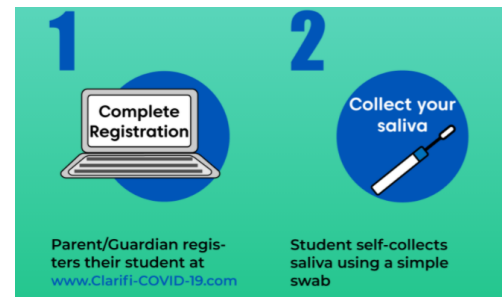 1
Complete
Registration
Parent/Guardian regis-
ters their student at
www.Clarifi-COVID-19.com
2
Collect your
saliva
Student self-collects
saliva using a simple
swab